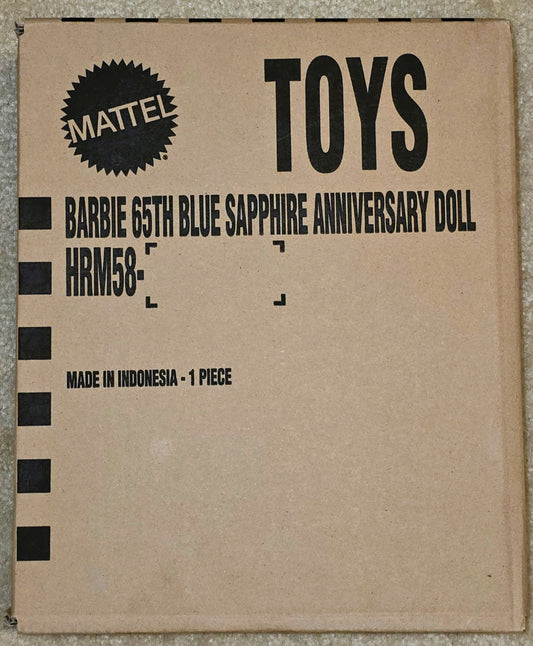 MATTEL
TOYS
BARBIE 65TH BLUE SAPPHIRE ANNIVERSARY DOLL
HRM58-
MADE IN INDONESIA - 1 PIECE